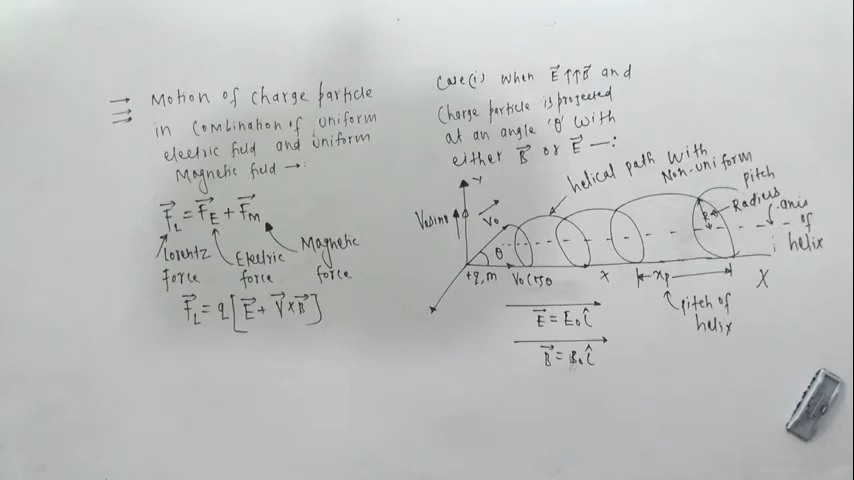 → Motion of charge particle
in combination of uniform
electric field and uniform
Magnetic field →:
F⃗L = F⃗E + F⃗m
Lorentz force
Electric force
Magnetic force
F⃗L = q[E⃗ + V⃗×B⃗]
Case(i) when E⃗↑↑B⃗ and
Charge particle is projected
at an angle 'θ' with
either B⃗ or E⃗ —:
helical path with
Non-uniform
pitch
Radius
R
axis of helix
Y
V₀sinθ
V₀
θ
+q,m
V₀cosθ
x
xp
X
pitch of helix
E⃗ = E₀î
B⃗ = B₀î